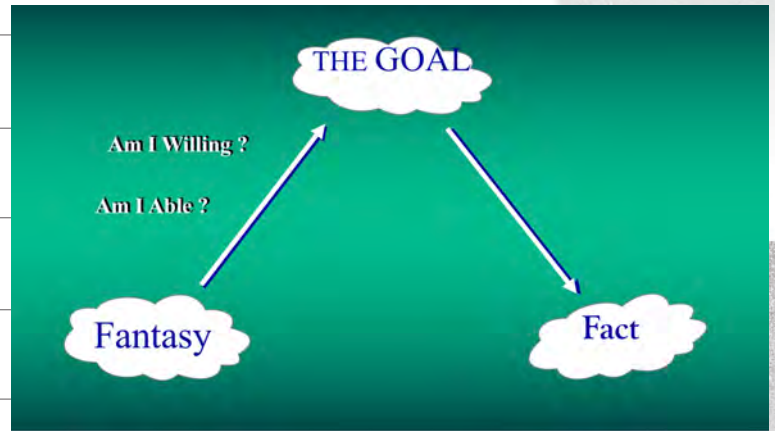 THE GOAL
Am I Willing ?
Am I Able ?
Fantasy
Fact